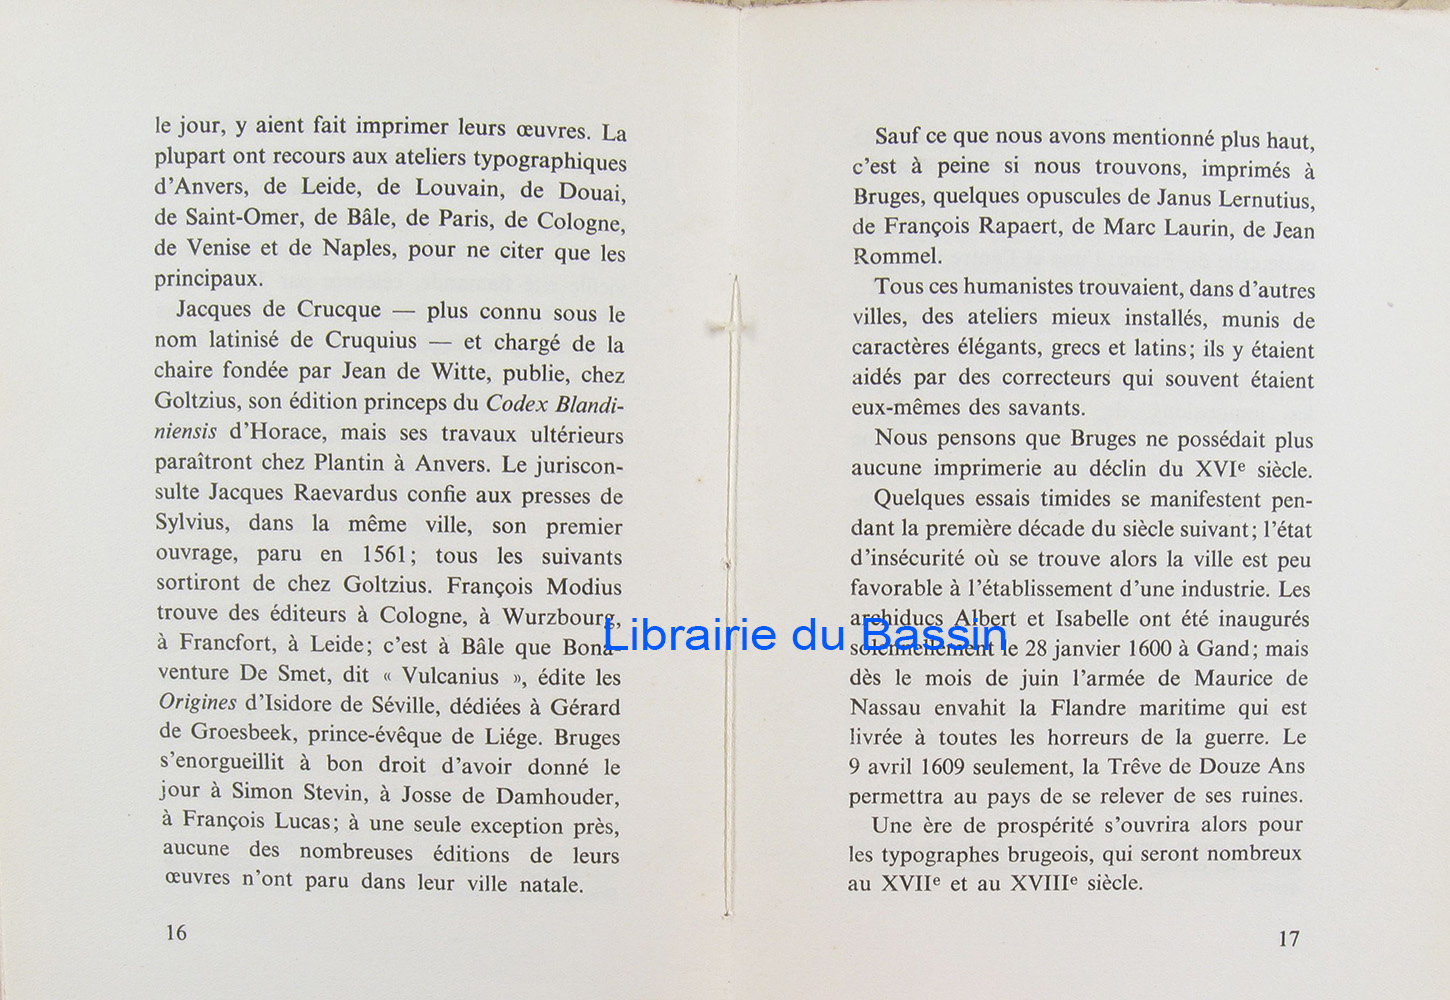 le jour, y aient fait imprimer leurs œuvres. La
plupart ont recours aux ateliers typographiques
d'Anvers, de Leide, de Louvain, de Douai,
de Saint-Omer, de Bâle, de Paris, de Cologne,
de Venise et de Naples, pour ne citer que les
principaux.
Jacques de Crucque — plus connu sous le
nom latinisé de Cruquius — et chargé de la
chaire fondée par Jean de Witte, publie, chez
Goltzius, son édition princeps du Codex Blandi-
niensis d'Horace, mais ses travaux ultérieurs
paraîtront chez Plantin à Anvers. Le juriscon-
sulte Jacques Raevardus confie aux presses de
Sylvius, dans la même ville, son premier
ouvrage, paru en 1561; tous les suivants
sortiront de chez Goltzius. François Modius
trouve des éditeurs à Cologne, à Wurzbourg,
à Francfort, à Leide; c'est à Bâle que Bona-
venture De Smet, dit « Vulcanius », édite les
Origines d'Isidore de Séville, dédiées à Gérard
de Groesbeek, prince-évêque de Liége. Bruges
s'enorgueillit à bon droit d'avoir donné le
jour à Simon Stevin, à Josse de Damhouder,
à François Lucas; à une seule exception près,
aucune des nombreuses éditions de leurs
œuvres n'ont paru dans leur ville natale.
16
Sauf ce que nous avons mentionné plus haut,
c'est à peine si nous trouvons, imprimés à
Bruges, quelques opuscules de Janus Lernutius,
de François Rapaert, de Marc Laurin, de Jean
Rommel.
Tous ces humanistes trouvaient, dans d'autres
villes, des ateliers mieux installés, munis de
caractères élégants, grecs et latins; ils y étaient
aidés par des correcteurs qui souvent étaient
eux-mêmes des savants.
Nous pensons que Bruges ne possédait plus
aucune imprimerie au déclin du XVIe siècle.
Quelques essais timides se manifestent pen-
dant la première décade du siècle suivant; l'état
d'insécurité où se trouve alors la ville est peu
favorable à l'établissement d'une industrie. Les
archiducs Albert et Isabelle ont été inaugurés
solennellement le 28 janvier 1600 à Gand; mais
dès le mois de juin l'armée de Maurice de
Nassau envahit la Flandre maritime qui est
livrée à toutes les horreurs de la guerre. Le
9 avril 1609 seulement, la Trêve de Douze Ans
permettra au pays de se relever de ses ruines.
Une ère de prospérité s'ouvrira alors pour
les typographes brugeois, qui seront nombreux
au XVIIe et au XVIIIe siècle.
17
Librairie du Bassin